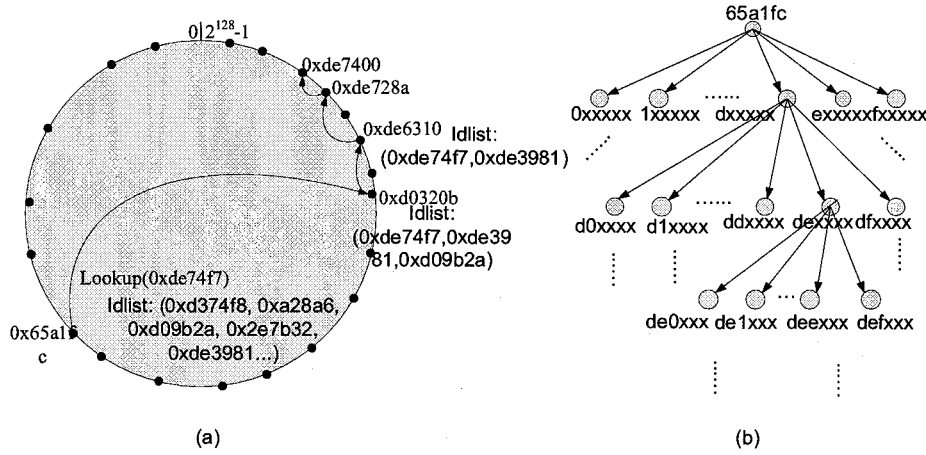 0|2^128-1
0xde7400
0xde728a
0xde6310
Idlist:
(0xde74f7,0xde3981)
0xd0320b
Idlist:
(0xde74f7,0xde39
81,0xd09b2a)
Lookup(0xde74f7)
Idlist: (0xd374f8, 0xa28a6,
0xd09b2a, 0x2e7b32,
0xde3981...)
0x65a1f
c
(a)
65a1fc
0xxxxx 1xxxxx dxxxxx exxxxx fxxxxx
d0xxxx d1xxxx ddxxxx dexxxx dfxxxx
de0xxx de1xxx deexxx defxxx
(b)